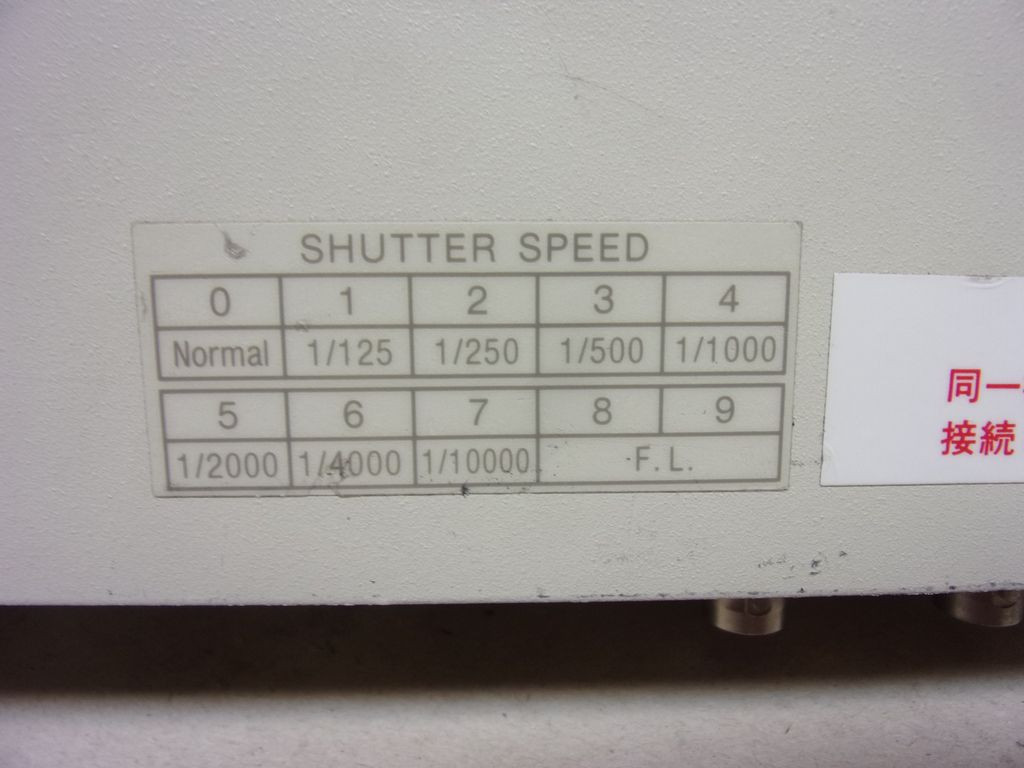 SHUTTER SPEED
0 1 2 3 4
Normal 1/125 1/250 1/500 1/1000
5 6 7 8 9
1/2000 1/4000 1/10000 F.L.
同一
接続